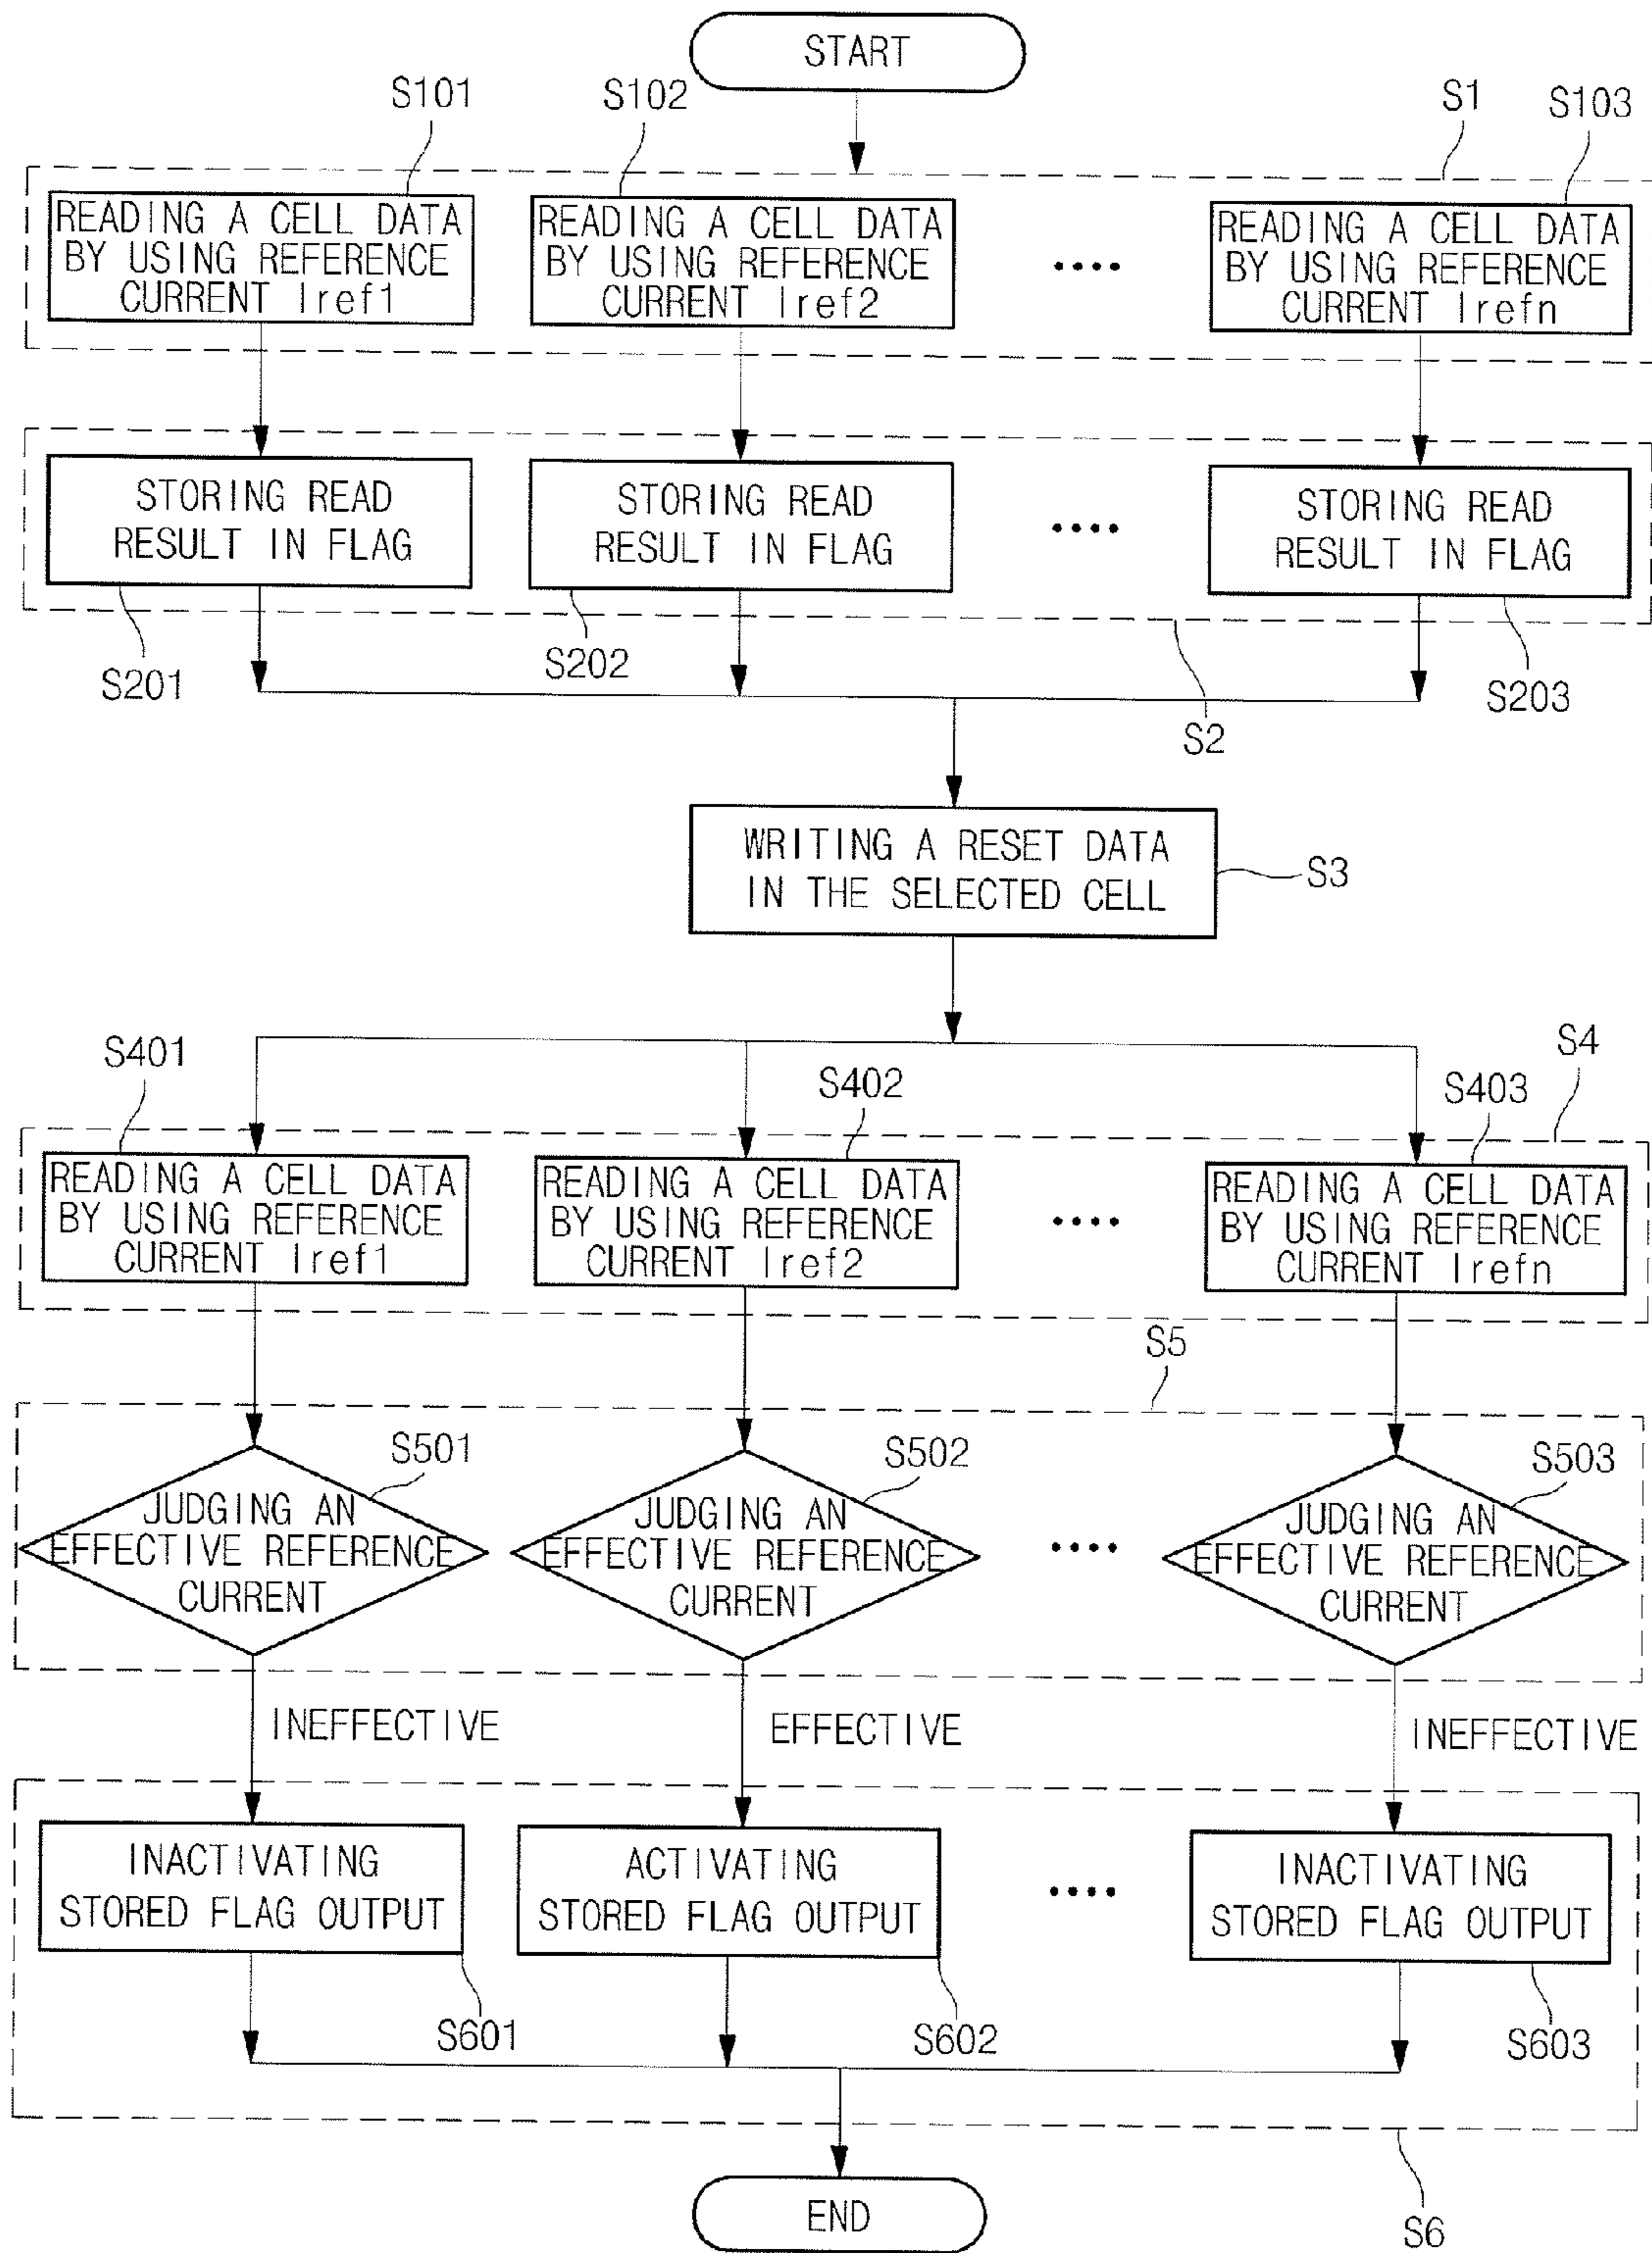 START
S101
S102
S1
S103
READING A CELL DATA
BY USING REFERENCE
CURRENT Iref1
READING A CELL DATA
BY USING REFERENCE
CURRENT Iref2
....
READING A CELL DATA
BY USING REFERENCE
CURRENT Irefn
STORING READ
RESULT IN FLAG
STORING READ
RESULT IN FLAG
....
STORING READ
RESULT IN FLAG
S201
S202
S2
S203
WRITING A RESET DATA
IN THE SELECTED CELL
S3
S401
S402
S403
S4
READING A CELL DATA
BY USING REFERENCE
CURRENT Iref1
READING A CELL DATA
BY USING REFERENCE
CURRENT Iref2
....
READING A CELL DATA
BY USING REFERENCE
CURRENT Irefn
S5
S501
S502
S503
JUDGING AN
EFFECTIVE REFERENCE
CURRENT
JUDGING AN
EFFECTIVE REFERENCE
CURRENT
....
JUDGING AN
EFFECTIVE REFERENCE
CURRENT
INEFFECTIVE
EFFECTIVE
INEFFECTIVE
INACTIVATING
STORED FLAG OUTPUT
ACTIVATING
STORED FLAG OUTPUT
....
INACTIVATING
STORED FLAG OUTPUT
S601
S602
S603
END
S6